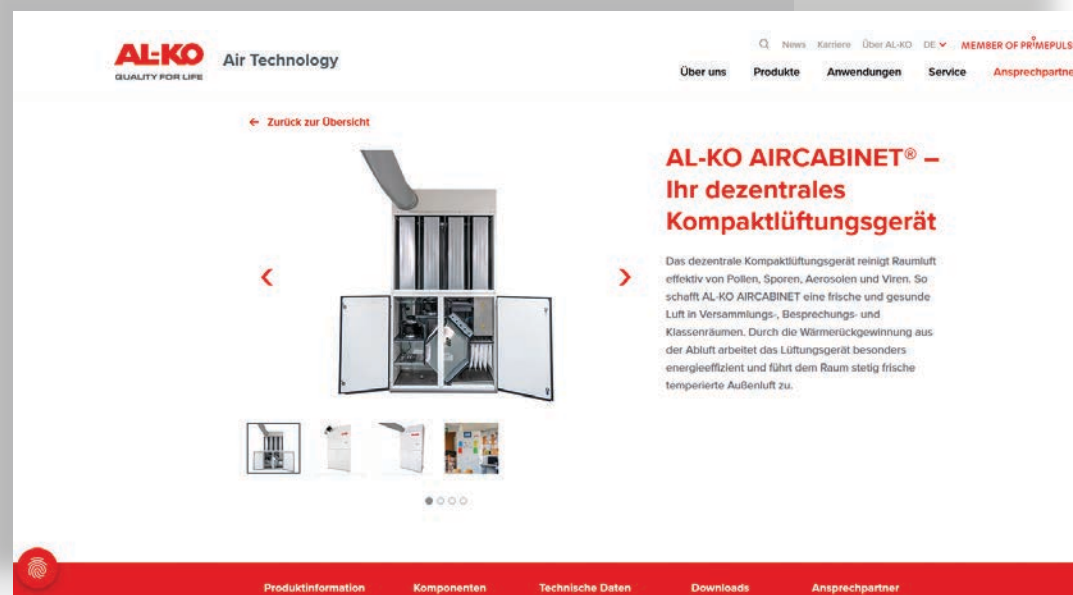 AL-KO
QUALITY FOR LIFE
Air Technology
News Karriere Über AL-KO DE MEMBER OF PRIMEPULS
Über uns Produkte Anwendungen Service Ansprechpartne
← Zurück zur Übersicht
AL-KO AIRCABINET® –
Ihr dezentrales
Kompaktlüftungsgerät
Das dezentrale Kompaktlüftungsgerät reinigt Raumluft
effektiv von Pollen, Sporen, Aerosolen und Viren. So
schafft AL-KO AIRCABINET eine frische und gesunde
Luft in Versammlungs-, Besprechungs- und
Klassenräumen. Durch die Wärmerückgewinnung aus
der Abluft arbeitet das Lüftungsgerät besonders
energieeffizient und führt dem Raum stetig frische
temperierte Außenluft zu.
Produktinformation Komponenten Technische Daten Downloads Ansprechpartner